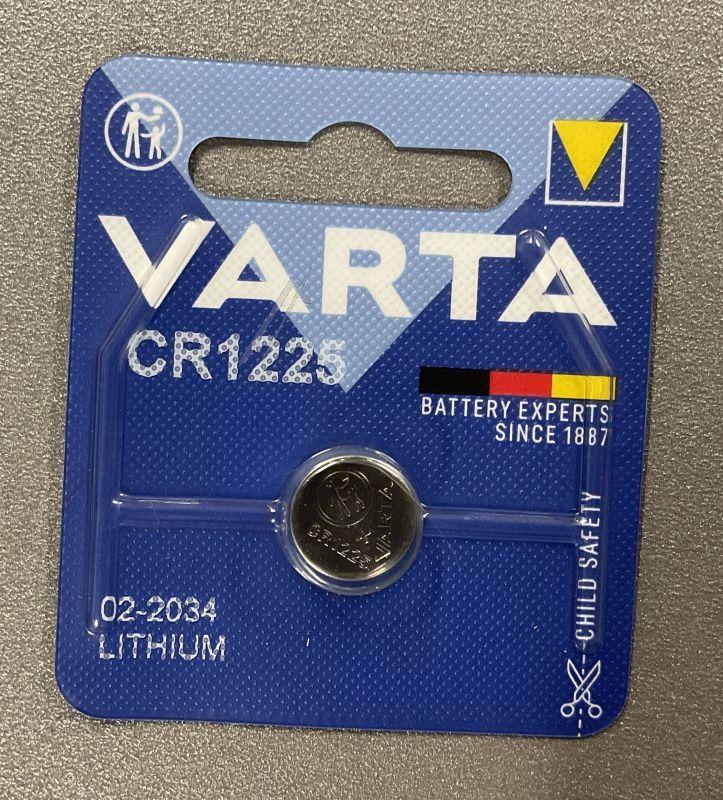 VARTA
CR1225
BATTERY EXPERTS
SINCE 1887
CHILD SAFETY
+
CR1225
VARTA
02-2034
LITHIUM